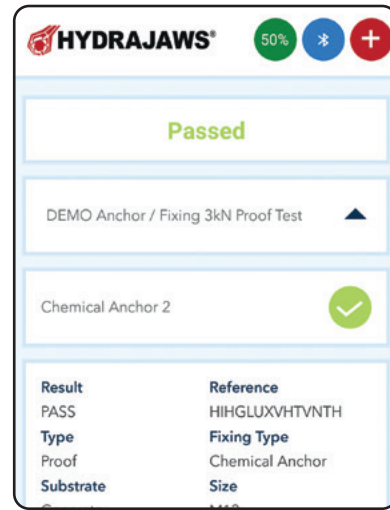 HYDRAJAWS®
50%
Passed
DEMO Anchor / Fixing 3kN Proof Test
Chemical Anchor 2
Result Reference
PASS HIHGLUXVHTVNTH
Type Fixing Type
Proof Chemical Anchor
Substrate Size